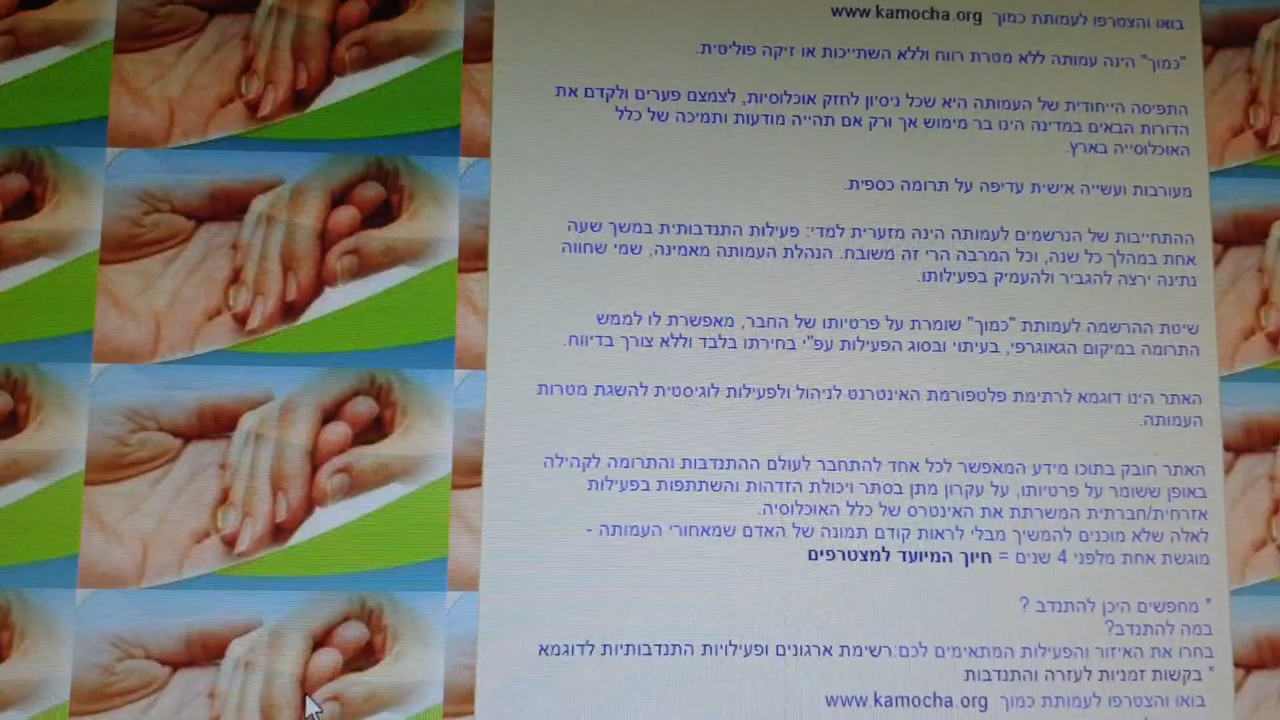 בואו והצטרפו לעמותת כמוך www.kamocha.org
"כמוך" הינה עמותה ללא מטרת רווח וללא השתייכות או זיקה פוליטית.
התפיסה הייחודית של העמותה היא שכל ניסיון לחזק אוכלוסיות, לצמצם פערים ולקדם את
הדורות הבאים במדינה הינו בר מימוש אך ורק אם תהייה מודעות ותמיכה של כלל
האוכלוסייה בארץ.
מעורבות ועשייה אישית עדיפה על תרומה כספית.
ההתחייבות של הנרשמים לעמותה הינה מזערית למדי: פעילות התנדבותית במשך שעה
אחת במהלך כל שנה, וכל המרבה הרי זה משובח. הנהלת העמותה מאמינה, שמי שחווה
נתינה ירצה להגביר ולהעמיק בפעילותו.
שיטת ההרשמה לעמותת "כמוך" שומרת על פרטיותו של החבר, מאפשרת לו לממש
התרומה במיקום הגאוגרפי, בעיתוי ובסוג הפעילות עפ"י בחירתו בלבד וללא צורך בדיווח.
האתר הינו דוגמא לרתימת פלטפורמת האינטרנט לניהול ולפעילות לוגיסטית להשגת מטרות
העמותה.
האתר חובק בתוכו מידע המאפשר לכל אחד להתחבר לעולם ההתנדבות והתרומה לקהילה
באופן ששומר על פרטיותו, על עקרון מתן בסתר ויכולת הזדהות והשתתפות בפעילות
אזרחית/חברתית המשרתת את האינטרס של כלל האוכלוסיה.
לאלה שלא מוכנים להמשיך מבלי לראות קודם תמונה של האדם שמאחורי העמותה -
מוגשת אחת מלפני 4 שנים = חיוך המיועד למצטרפים
* מחפשים היכן להתנדב ?
במה להתנדב?
בחרו את האיזור והפעילות המתאימים לכם:רשימת ארגונים ופעילויות התנדבותיות לדוגמא
* בקשות זמניות לעזרה והתנדבות
בואו והצטרפו לעמותת כמוך www.kamocha.org